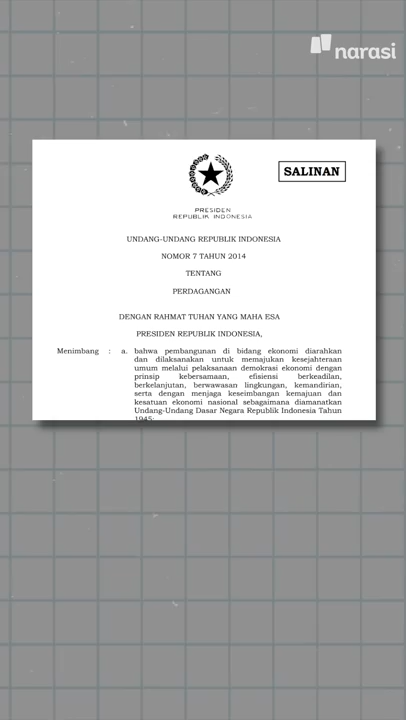 narasi
SALINAN
PRESIDEN
REPUBLIK INDONESIA
UNDANG-UNDANG REPUBLIK INDONESIA
NOMOR 7 TAHUN 2014
TENTANG
PERDAGANGAN
DENGAN RAHMAT TUHAN YANG MAHA ESA
PRESIDEN REPUBLIK INDONESIA,
Menimbang : a. bahwa pembangunan di bidang ekonomi diarahkan
dan dilaksanakan untuk memajukan kesejahteraan
umum melalui pelaksanaan demokrasi ekonomi dengan
prinsip kebersamaan, efisiensi berkeadilan,
berkelanjutan, berwawasan lingkungan, kemandirian,
serta dengan menjaga keseimbangan kemajuan dan
kesatuan ekonomi nasional sebagaimana diamanatkan
Undang-Undang Dasar Negara Republik Indonesia Tahun
1945;